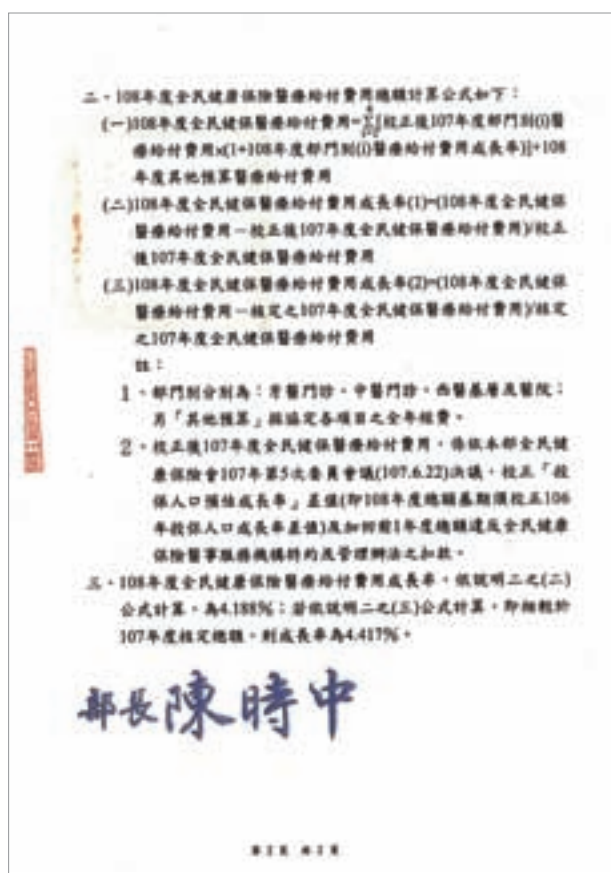 二、108年度全民健康保險醫療給付費用總額計算公式如下：
(一)108年度全民健保醫療給付費用=Σ[校正後107年度部門別(i)醫
療給付費用×(1+108年度部門別(i)醫療給付費用成長率)]+108
年度其他預算醫療給付費用
(二)108年度全民健保醫療給付費用成長率(1)=(108年度全民健保
醫療給付費用－校正後107年度全民健保醫療給付費用)/校正
後107年度全民健保醫療給付費用
(三)108年度全民健保醫療給付費用成長率(2)=(108年度全民健保
醫療給付費用－核定之107年度全民健保醫療給付費用)/核定
之107年度全民健保醫療給付費用
註：
1、部門別分別為：牙醫門診、中醫門診、西醫基層及醫院；
另「其他預算」採協定各項目之全年經費。
2、校正後107年度全民健保醫療給付費用，係依本部全民健
康保險會107年第5次委員會議(107.6.22)決議，校正「投
保人口預估成長率」差值(即108年度總額基期須校正106
年投保人口成長率差值)及加回前1年度總額違反全民健康
保險醫事服務機構特約及管理辦法之扣款。
三、108年度全民健康保險醫療給付費用成長率，依說明二之(二)
公式計算，為4.188%；若依說明二之(三)公式計算，即相較於
107年度核定總額，則成長率為4.417%。
部長陳時中
第2頁 共2頁